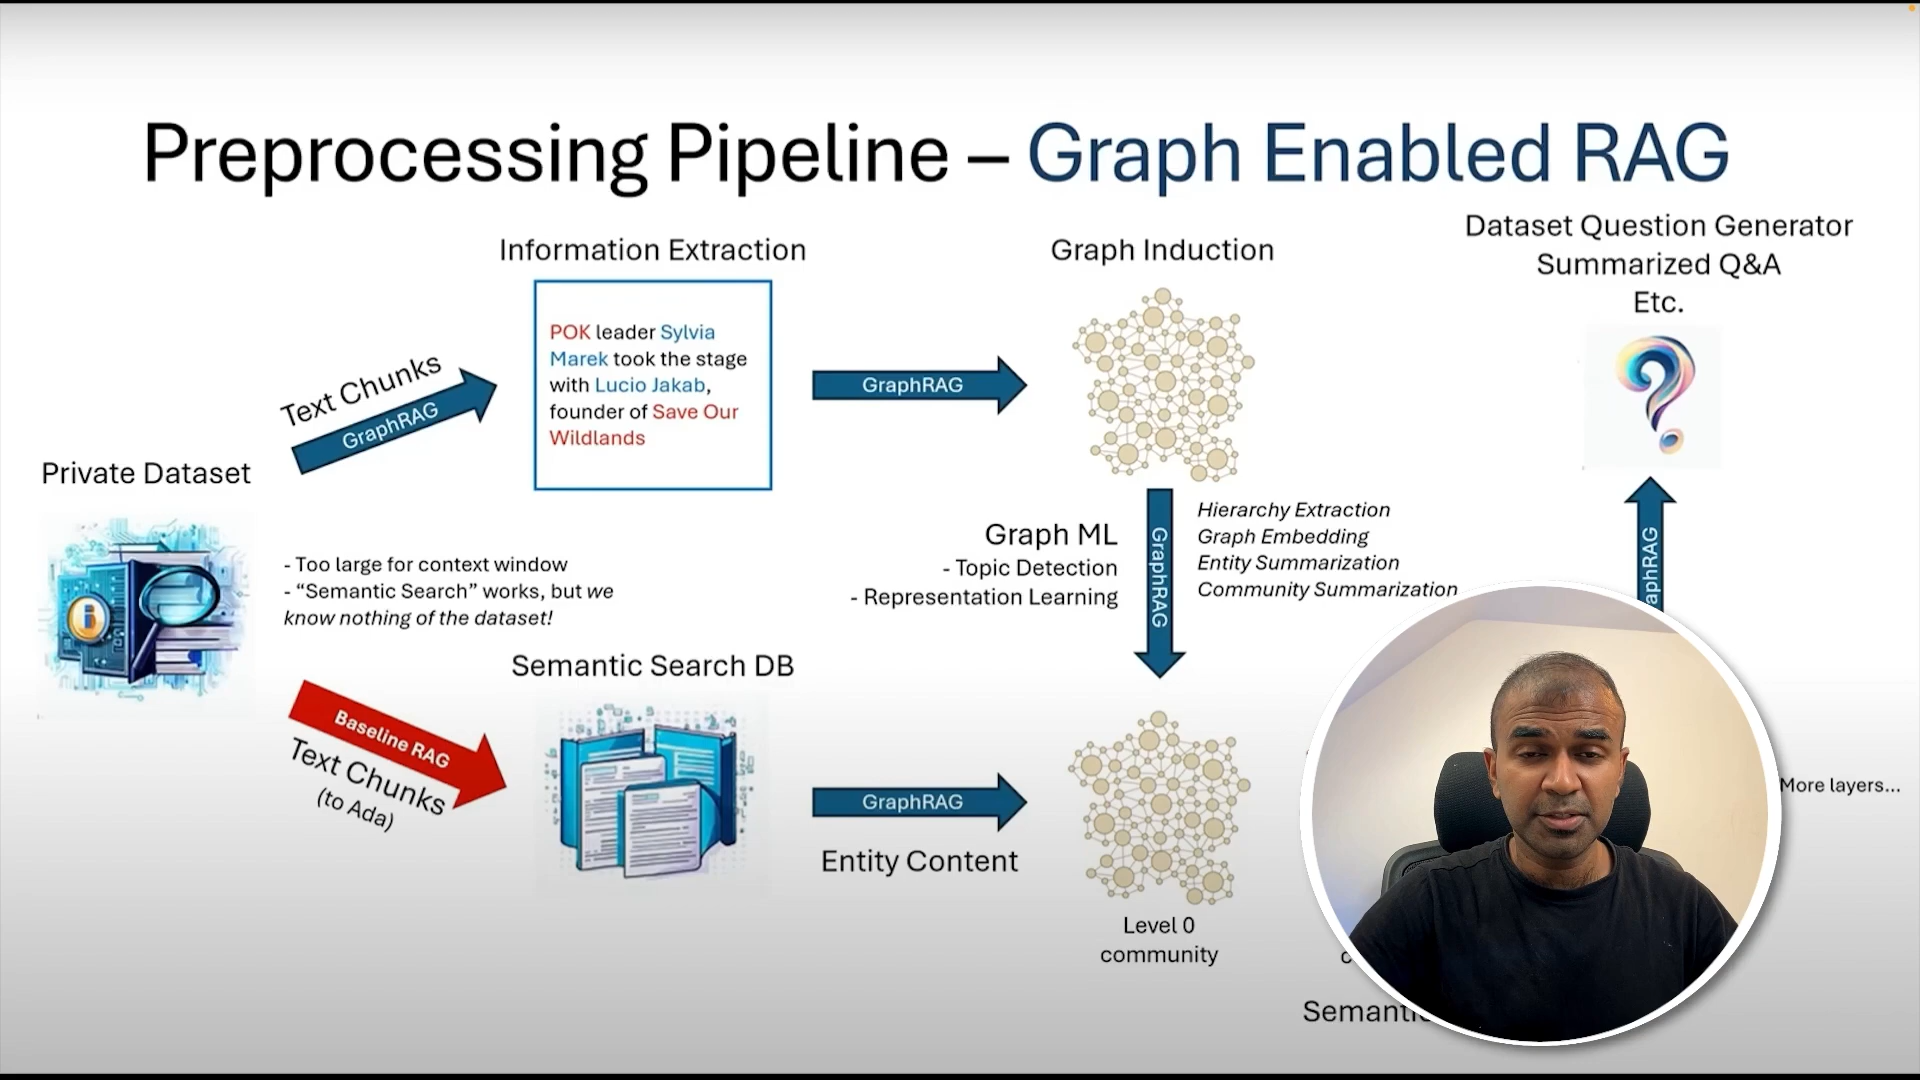 Preprocessing Pipeline – Graph Enabled RAG
Dataset Question Generator
Summarized Q&A
Etc.
Information Extraction
Graph Induction
POK leader Sylvia
Marek took the stage
with Lucio Jakab,
founder of Save Our
Wildlands
Text Chunks
GraphRAG
GraphRAG
Private Dataset
- Too large for context window
- “Semantic Search” works, but we
know nothing of the dataset!
Graph ML
- Topic Detection
- Representation Learning
GraphRAG
Hierarchy Extraction
Graph Embedding
Entity Summarization
Community Summarization
aphRAG
Baseline RAG
Text Chunks
(to Ada)
Semantic Search DB
GraphRAG
Entity Content
Level 0
community
More layers...
Semanti